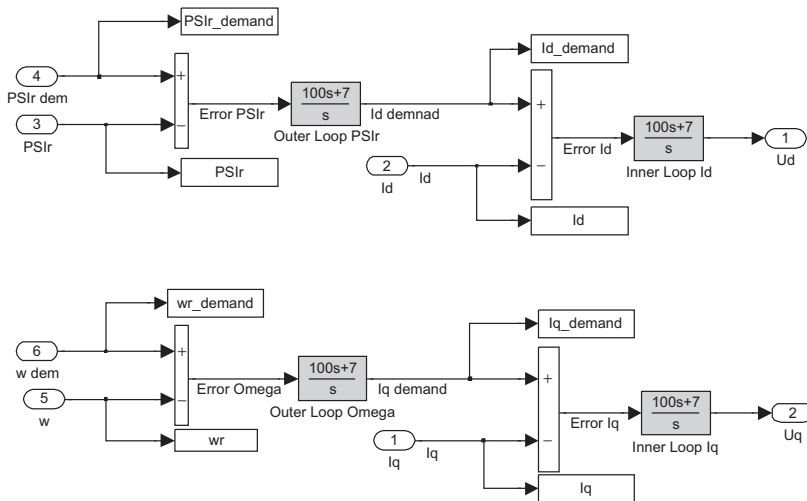 PSIr_demand
Id_demand
4
+
100s+7
+
PSIr dem
Error PSIr
s
Id demnad
3
−
Outer Loop PSIr
100s+7
1
PSIr
2
−
Error Id
s
Ud
PSIr
Id
Id
Inner Loop Id
Id
wr_demand
Iq_demand
6
+
100s+7
+
w dem
Error Omega
s
Iq demand
5
−
Outer Loop Omega
100s+7
2
w
1
−
Error Iq
s
Uq
wr
Iq
Iq
Inner Loop Iq
Iq